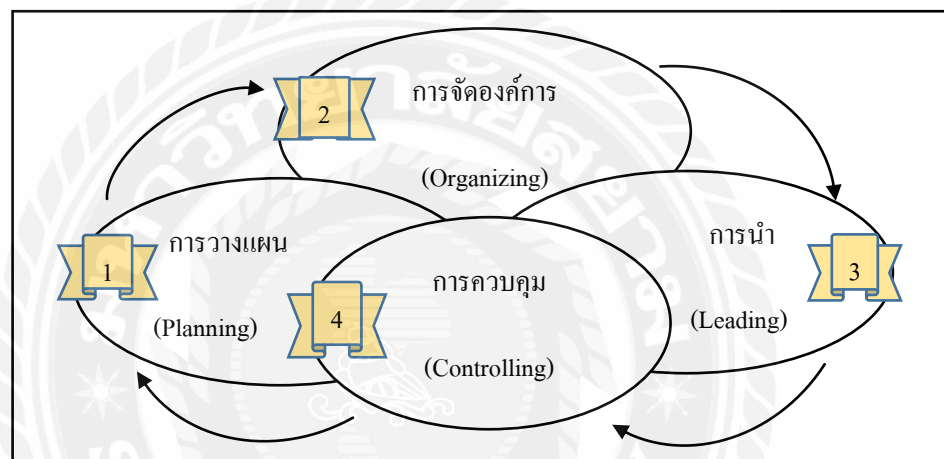 2
การจัดองค์การ
(Organizing)
1
การวางแผน
(Planning)
3
การนำ
(Leading)
4
การควบคุม
(Controlling)